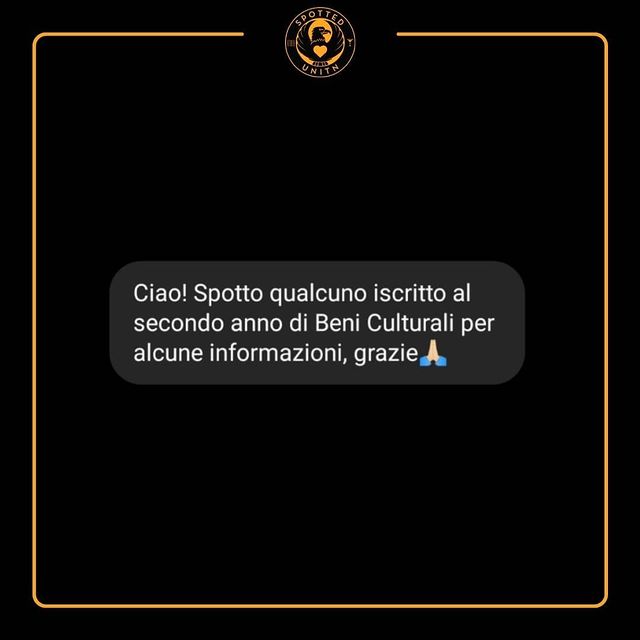 SPOTTED
UNITN
Ciao! Spotto qualcuno iscritto al
secondo anno di Beni Culturali per
alcune informazioni, grazie🙏🏻